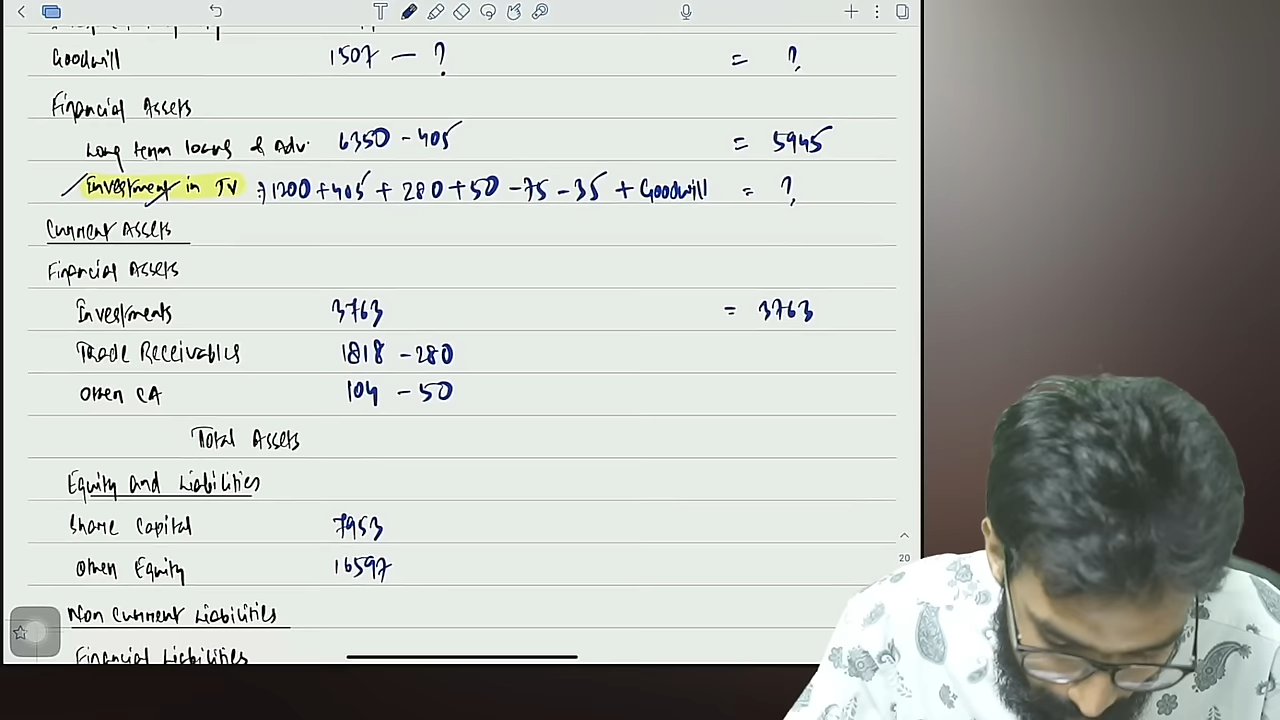 Goodwill 1507 — ? = ?
Financial Assets
Long term loans & Adv. 6350 - 405 = 5945
Investment in JV : 1200 + 405 + 280 + 50 - 75 - 35 + Goodwill = ?
Current Assets
Financial Assets
Investments 3763 = 3763
Trade Receivables 1818 - 280
Other CA 104 - 50
Total Assets
Equity and Liabilities
Share Capital 7953
Other Equity 16597
20
Non Current Liabilities
Financial Liabilities